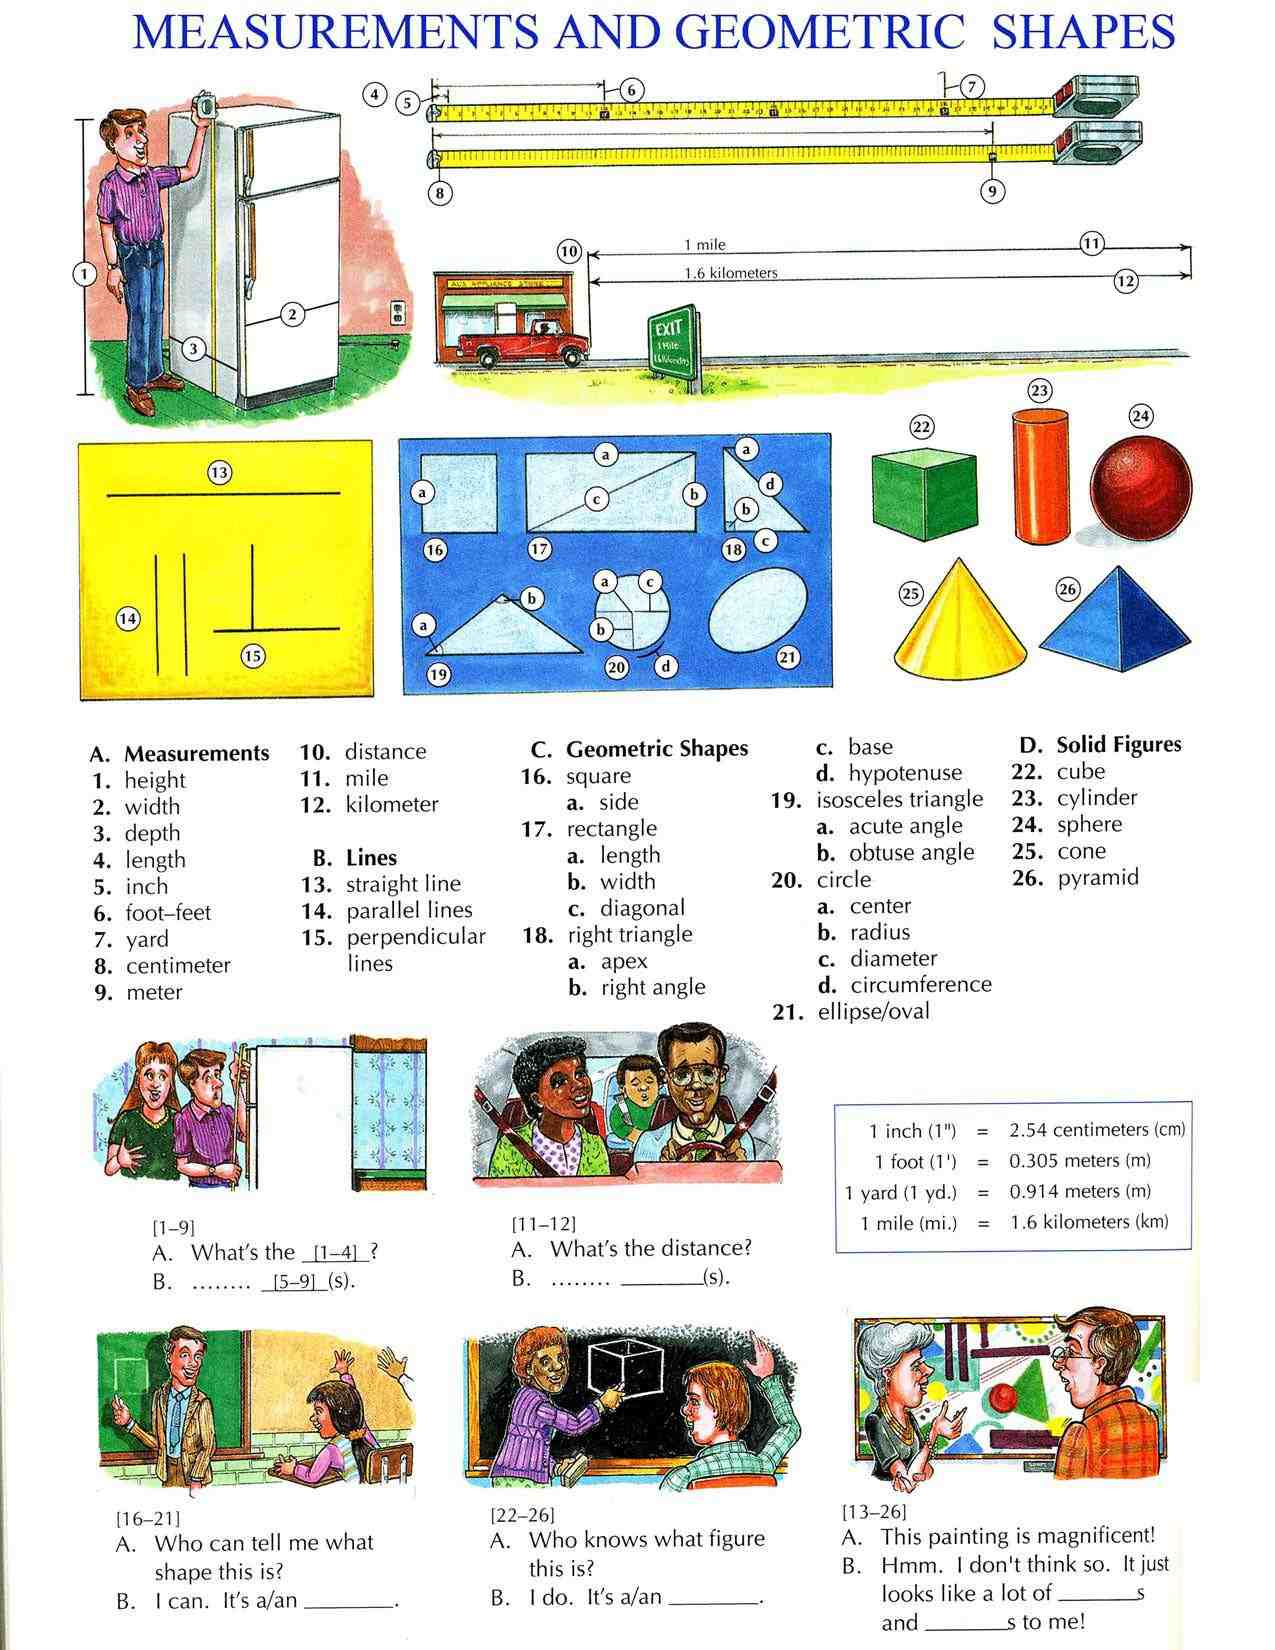 MEASUREMENTS AND GEOMETRIC SHAPES
1
2
3
4
5
6
7
8
9
AL'S APPLIANCE STORE
10
1 mile
11
1.6 kilometers
12
EXIT
1 Mile
1.6 Kilometers
13
14
15
a
16
a
b
c
17
a
d
b
c
18
a
b
19
a
c
b
20
d
21
22
23
24
25
26
A. Measurements
1. height
2. width
3. depth
4. length
5. inch
6. foot–feet
7. yard
8. centimeter
9. meter
10. distance
11. mile
12. kilometer
B. Lines
13. straight line
14. parallel lines
15. perpendicular
lines
C. Geometric Shapes
16. square
a. side
17. rectangle
a. length
b. width
c. diagonal
18. right triangle
a. apex
b. right angle
c. base
d. hypotenuse
19. isosceles triangle
a. acute angle
b. obtuse angle
20. circle
a. center
b. radius
c. diameter
d. circumference
21. ellipse/oval
D. Solid Figures
22. cube
23. cylinder
24. sphere
25. cone
26. pyramid
1 inch (1") = 2.54 centimeters (cm)
1 foot (1') = 0.305 meters (m)
1 yard (1 yd.) = 0.914 meters (m)
1 mile (mi.) = 1.6 kilometers (km)
[1–9]
A. What's the [1–4] ?
B. ........ [5–9] (s).
[11–12]
A. What's the distance?
B. ........ ________(s).
[16–21]
A. Who can tell me what
shape this is?
B. I can. It's a/an ________.
[22–26]
A. Who knows what figure
this is?
B. I do. It's a/an ________.
[13–26]
A. This painting is magnificent!
B. Hmm. I don't think so. It just
looks like a lot of ________s
and ________s to me!